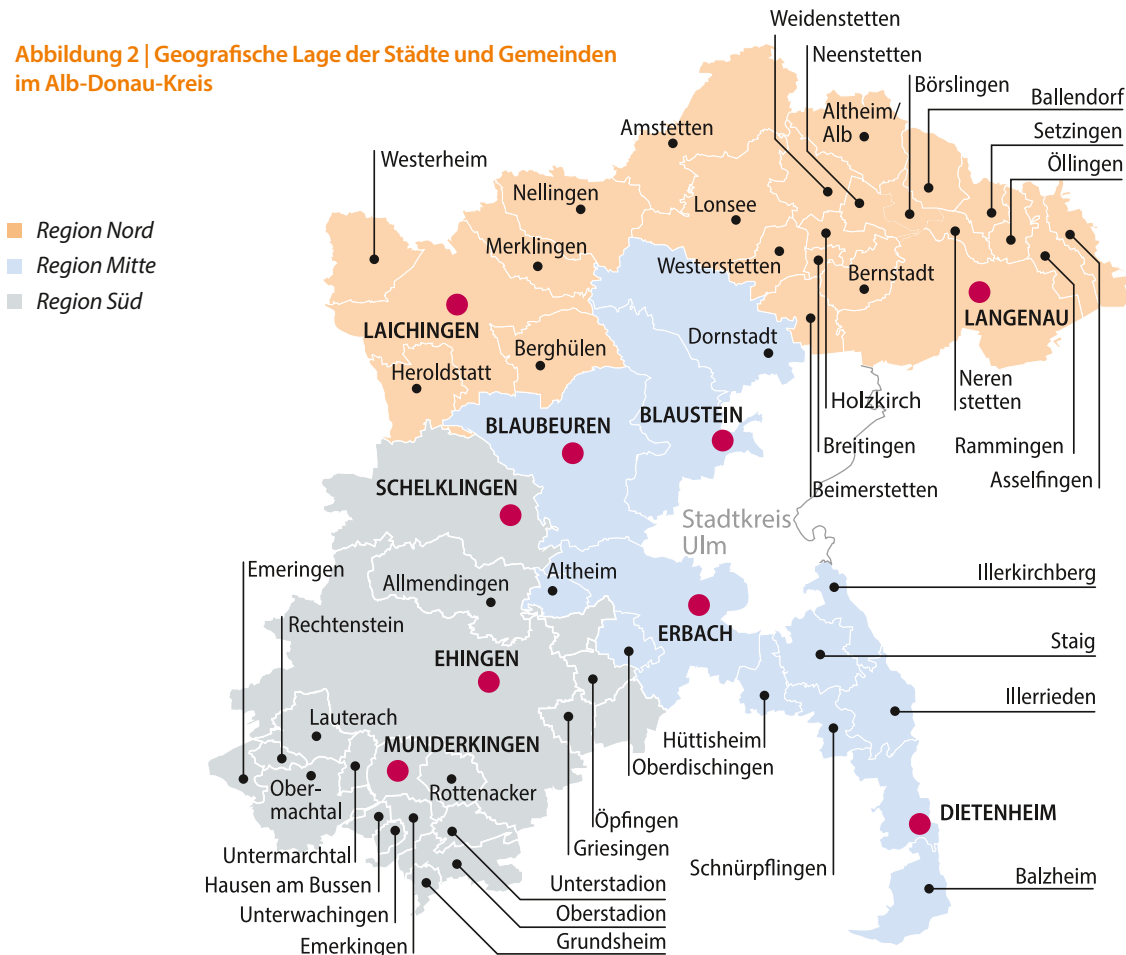 Abbildung 2 | Geografische Lage der Städte und Gemeinden
im Alb-Donau-Kreis
Region Nord
Region Mitte
Region Süd
Weidenstetten
Neenstetten
Börslingen
Ballendorf
Setzingen
Öllingen
Altheim/
Alb
Amstetten
Westerheim
Nellingen
Lonsee
Merklingen
Westerstetten
Bernstadt
LAICHINGEN
LANGENAU
Dornstadt
Berghülen
Heroldstatt
Holzkirch
Neren
stetten
BLAUBEUREN
BLAUSTEIN
Breitingen
Rammingen
Asselfingen
Beimerstetten
SCHELKLINGEN
Stadtkreis
Ulm
Emeringen
Allmendingen
Altheim
Illerkirchberg
Rechtenstein
ERBACH
Staig
EHINGEN
Illerrieden
Lauterach
MUNDERKINGEN
Hüttisheim
Oberdischingen
Ober-
machtal
Rottenacker
Öpfingen
Griesingen
DIETENHEIM
Untermarchtal
Schnürpflingen
Balzheim
Hausen am Bussen
Unterstadion
Unterwachingen
Oberstadion
Emerkingen
Grundsheim